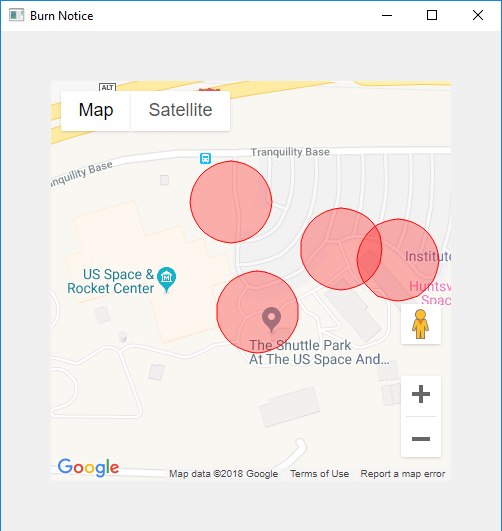 Burn Notice
ALT
Map
Satellite
Tranquility Base
nquility Base
US Space &
Rocket Center
Institute
Huntsv
Spac
The Shuttle Park
At The US Space And...
Google
Map data ©2018 Google
Terms of Use
Report a map error